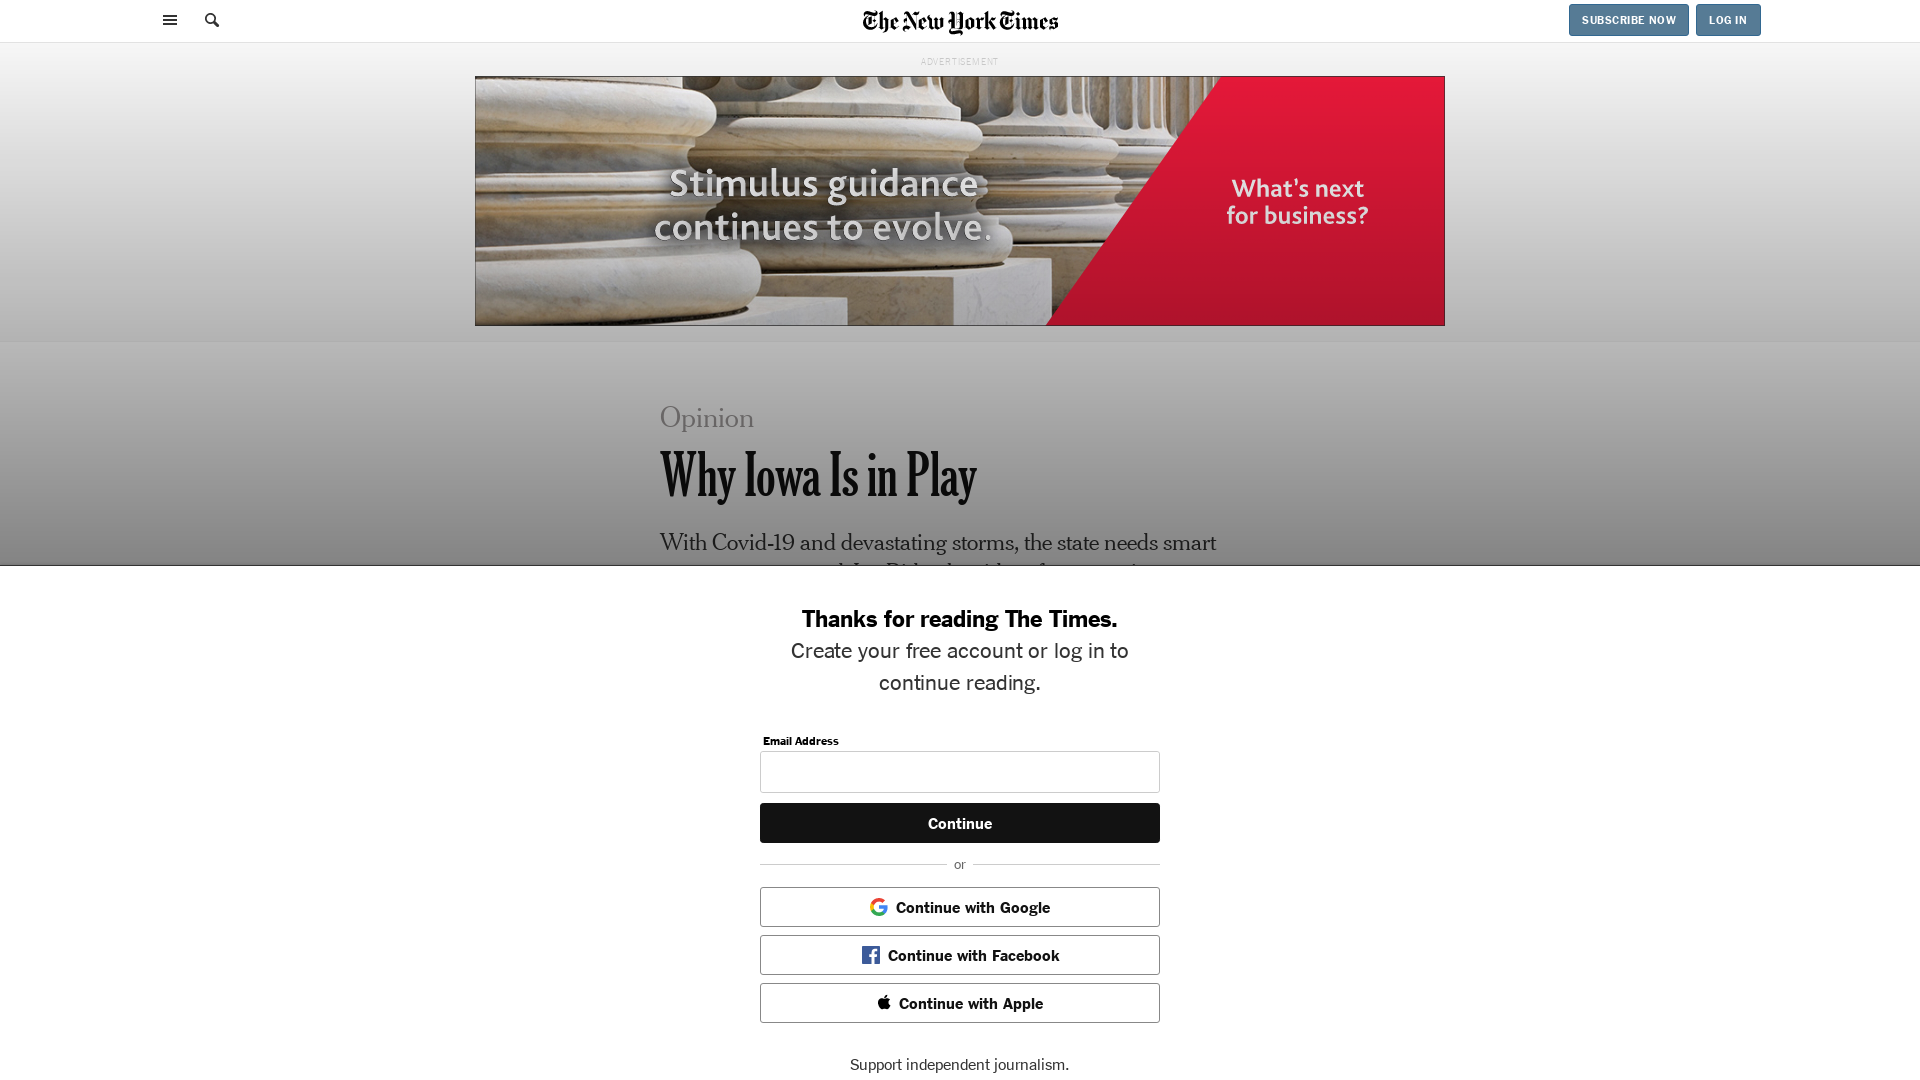 The New York Times
SUBSCRIBE NOW
LOG IN
ADVERTISEMENT
Stimulus guidance
continues to evolve.
What's next
for business?
Opinion
Why Iowa Is in Play
With Covid-19 and devastating storms, the state needs smart
Thanks for reading The Times.
Create your free account or log in to
continue reading.
Email Address
Continue
or
Continue with Google
Continue with Facebook
Continue with Apple
Support independent journalism.